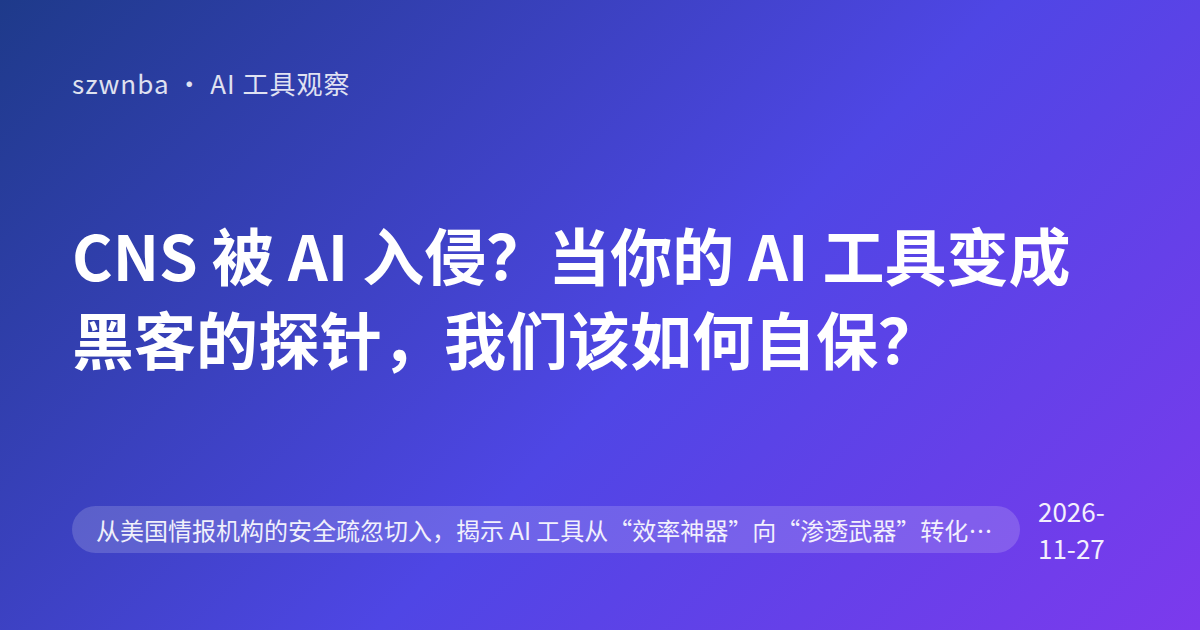 szwnba · AI 工具观察
CNS 被 AI 入侵？当你的 AI 工具变成
黑客的探针，我们该如何自保？
从美国情报机构的安全疏忽切入，揭示 AI 工具从“效率神器”向“渗透武器”转化…
2026-
11-27